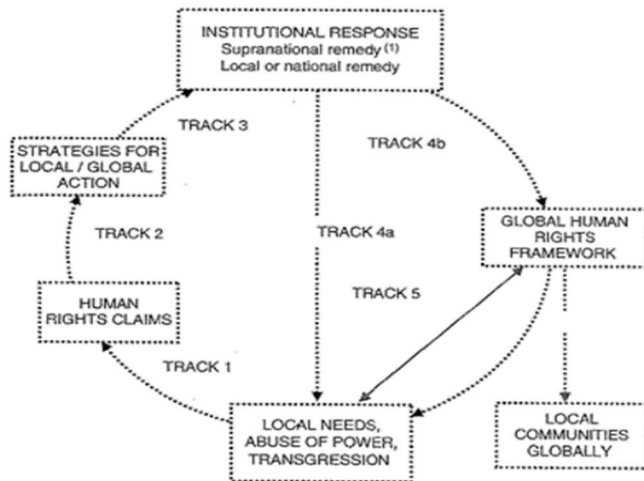 INSTITUTIONAL RESPONSE
Supranational remedy (1)
Local or national remedy
TRACK 3
TRACK 4b
STRATEGIES FOR
LOCAL / GLOBAL
ACTION
GLOBAL HUMAN
RIGHTS
FRAMEWORK
TRACK 2
TRACK 4a
TRACK 5
HUMAN
RIGHTS CLAIMS
TRACK 1
LOCAL NEEDS,
ABUSE OF POWER,
TRANSGRESSION
LOCAL
COMMUNITIES
GLOBALLY